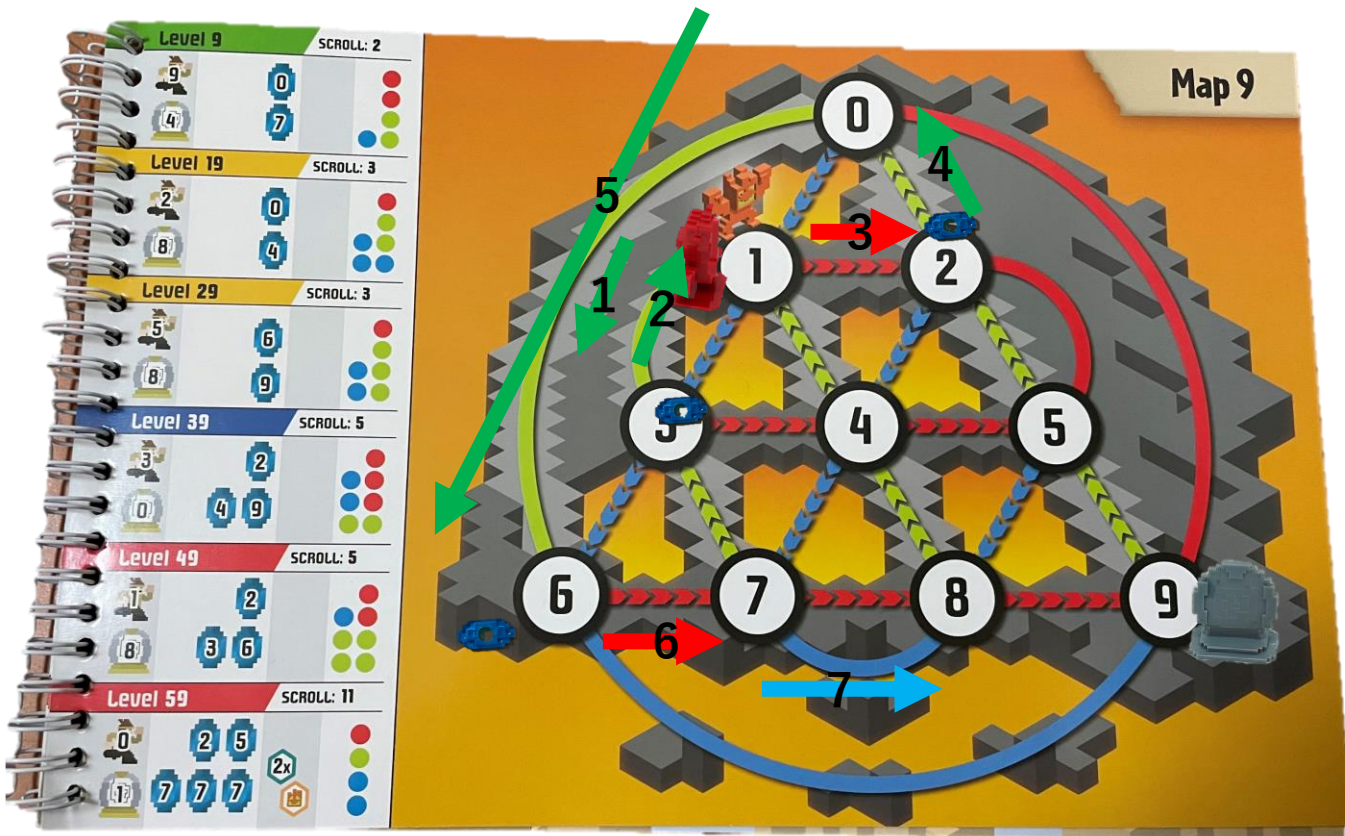 Level 9 SCROLL: 2
9 0
4 7
Level 19 SCROLL: 3
2 0
8 4
Level 29 SCROLL: 3
5 6
8 9
Level 39 SCROLL: 5
3 2
0 4 9
Level 49 SCROLL: 5
1 2
8 3 6
Level 59 SCROLL: 11
0 2 5
2x
1 7 7 7
Map 9
0
4
5
3
1 2
1
2
3 4 5
6 7 8 9
6
7